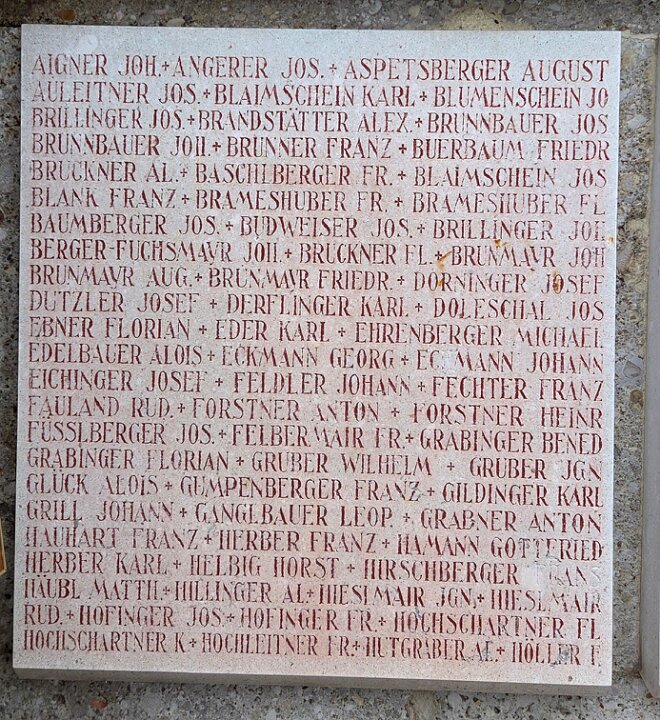 AIGNER JOH.+ANGERER JOS.+ASPETSBERGER AUGUST
AULEITNER JOS.+BLAIMSCHEIN KARL+BLUMENSCHEIN JO
BRILLINGER JOS.+BRANDSTÄTTER ALEX.+BRUNNBAUER JOS
BRUNNBAUER JOH.+BRUNNER FRANZ+BUERBAUM FRIEDR
BRUCKNER AL.+BASCHLBERGER FR.+BLAIMSCHEIN JOS
BLANK FRANZ+BRAMESHUBER FR.+BRAMESHUBER FL
BAUMBERGER JOS.+BUDWEISER JOS.+BRILLINGER JOH
BERGER-FUCHSMAYR JOH.+BRUCKNER FL.+BRUNMAYR JOH
BRUNMAYR AUG.+BRUNMAYR FRIEDR.+DORNINGER JOSEF
DUTZLER JOSEF+DERFLINGER KARL+DOLESCHAL JOS
EBNER FLORIAN+EDER KARL+EHRENBERGER MICHAEL
EDELBAUER ALOIS+ECKMANN GEORG+ECKMANN JOHANN
EICHINGER JOSEF+FELDLER JOHANN+FECHTER FRANZ
FAULAND RUD.+FORSTNER ANTON+FORSTNER HEINR
FÜSSLBERGER JOS.+FELBERMAIR FR.+GRABINGER BENED
GRABINGER FLORIAN+GRUBER WILHELM+GRUBER JGN
GLÜCK ALOIS+GUMPENBERGER FRANZ+GILDINGER KARL
GRILL JOHANN+GANGLBAUER LEOP.+GRABNER ANTON
HAUHART FRANZ+HERBER FRANZ+HAMANN GOTTFRIED
HERBER KARL+HELBIG HORST+HIRSCHBERGER
HÄUBL MATTH.+HILLINGER AL+HIESLMAIR JGN.+HIESLMAIR
RUD.+HOFINGER JOS+HOFINGER FR.+HOCHSCHARTNER FL
HOCHSCHARTNER K+HOCHLEITNER FR.+HUTGRABER AL.+HÖLLER F.